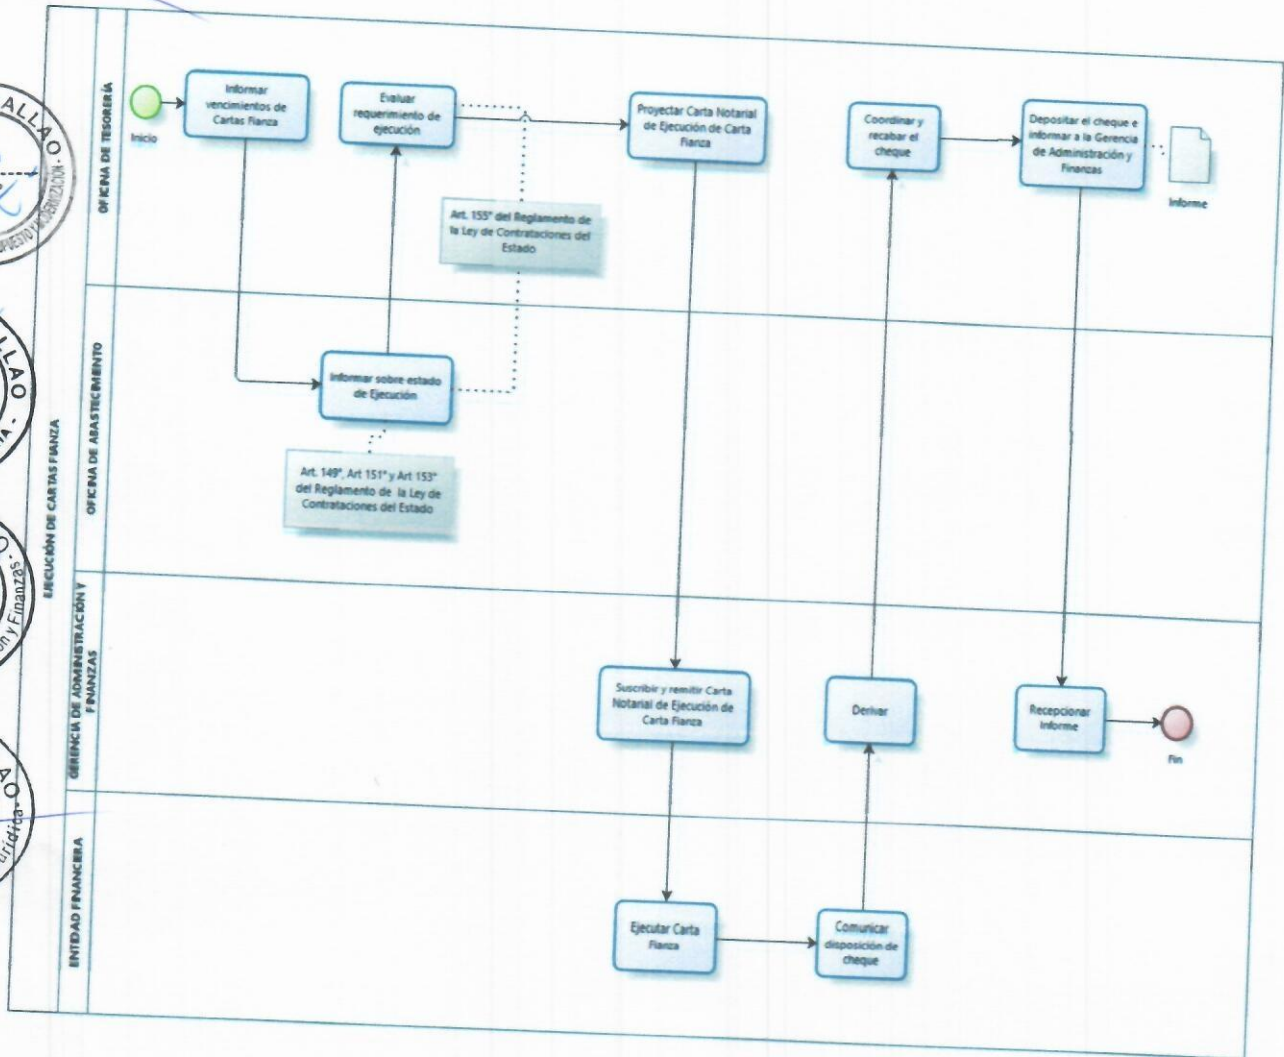 EJECUCIÓN DE CARTAS FIANZA
OFICINA DE TESORERÍA
Inicio
Informar
vencimientos de
Cartas Fianza
Evaluar
requerimiento de
ejecución
Proyectar Carta Notarial
de Ejecución de Carta
Fianza
Coordinar y
recabar el
cheque
Depositar el cheque e
informar a la Gerencia
de Administración y
Finanzas
Informe
Art. 155° del Reglamento de
la Ley de Contrataciones del
Estado
OFICINA DE ABASTECIMIENTO
Informar sobre estado
de Ejecución
Art. 149°, Art 151° y Art 153°
del Reglamento de la Ley de
Contrataciones del Estado
GERENCIA DE ADMINISTRACIÓN Y
FINANZAS
Suscribir y remitir Carta
Notarial de Ejecución de
Carta Fianza
Derivar
Recepcionar
Informe
Fin
ENTIDAD FINANCERA
Ejecutar Carta
Fianza
Comunicar
disposición de
cheque
ALLAO
LLAO
y Finanzas
AO